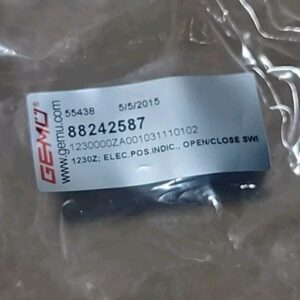 GEMÜ®
www.gemu.com
55438 5/5/2015
88242587
1230000ZA001031110102
1230Z; ELEC.POS.INDIC., OPEN/CLOSE SWI